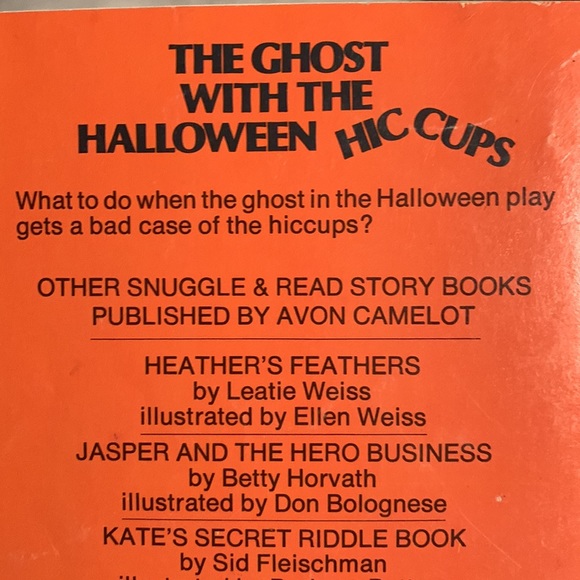 THE GHOST
WITH THE
HALLOWEEN HIC CUPS
What to do when the ghost in the Halloween play
gets a bad case of the hiccups?
OTHER SNUGGLE & READ STORY BOOKS
PUBLISHED BY AVON CAMELOT
HEATHER'S FEATHERS
by Leatie Weiss
illustrated by Ellen Weiss
JASPER AND THE HERO BUSINESS
by Betty Horvath
illustrated by Don Bolognese
KATE'S SECRET RIDDLE BOOK
by Sid Fleischman